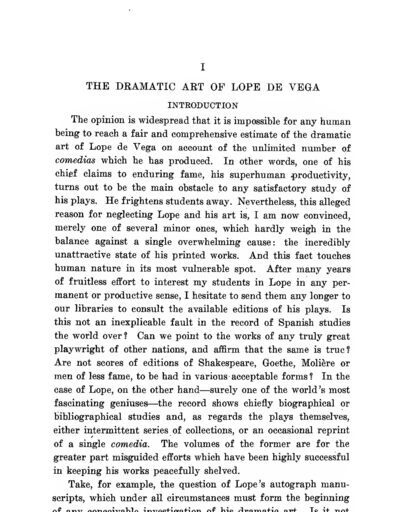 I
THE DRAMATIC ART OF LOPE DE VEGA
INTRODUCTION
The opinion is widespread that it is impossible for any human
being to reach a fair and comprehensive estimate of the dramatic
art of Lope de Vega on account of the unlimited number of
comedias which he has produced. In other words, one of his
chief claims to enduring fame, his superhuman productivity,
turns out to be the main obstacle to any satisfactory study of
his plays. He frightens students away. Nevertheless, this alleged
reason for neglecting Lope and his art is, I am now convinced,
merely one of several minor ones, which hardly weigh in the
balance against a single overwhelming cause: the incredibly
unattractive state of his printed works. And this fact touches
human nature in its most vulnerable spot. After many years
of fruitless effort to interest my students in Lope in any per-
manent or productive sense, I hesitate to send them any longer to
our libraries to consult the available editions of his plays. Is
this not an inexplicable fault in the record of Spanish studies
the world over? Can we point to the works of any truly great
playwright of other nations, and affirm that the same is true?
Are not scores of editions of Shakespeare, Goethe, Molière or
men of less fame, to be had in various acceptable forms? In the
case of Lope, on the other hand—surely one of the world's most
fascinating geniuses—the record shows chiefly biographical or
bibliographical studies and, as regards the plays themselves,
either intermittent series of collections, or an occasional reprint
of a single comedia. The volumes of the former are for the
greater part misguided efforts which have been highly successful
in keeping his works peacefully shelved.
Take, for example, the question of Lope's autograph manu-
scripts, which under all circumstances must form the beginning
of any conceivable investigation of his dramatic art. Is it not